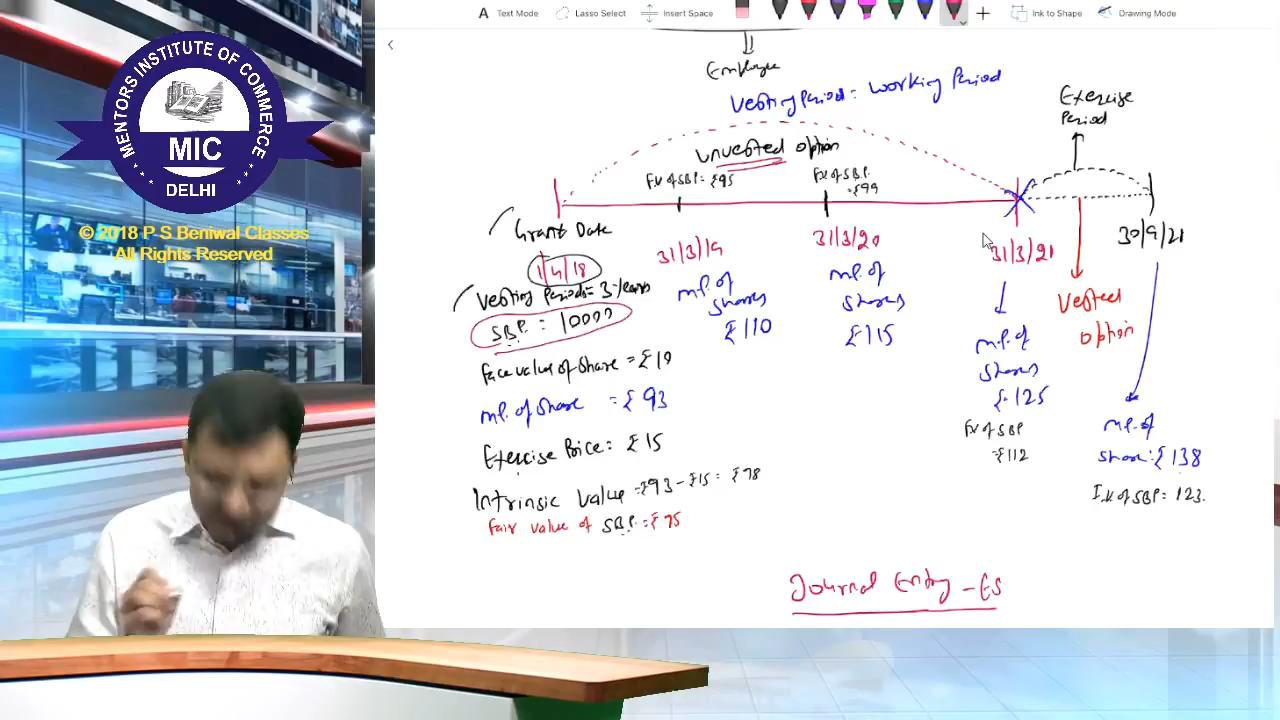 Text Mode
Lasso Select
Insert Space
Ink to Shape
Drawing Mode
MENTORS INSTITUTE OF COMMERCE
MIC
DELHI
© 2018 P S Beniwal Classes
All Rights Reserved
Employee
Vesting Period = Working Period
Exercise
Period
Unvested option
F.V. of SBP = ₹95
F.V. of SBP
= ₹99
Grant Date
1/4/18
31/3/19
31/3/20
31/3/21
30/9/21
Vesting Periods = 3 Years
SBP = 10000
Face value of Share = ₹10
M.P. of Share = ₹93
Exercise Price = ₹15
Intrinsic Value = ₹93 - ₹15 = ₹78
Fair value of SBP = ₹75
M.P. of
Shares
₹110
M.P. of
Shares
₹115
M.P. of
Shares
₹125
F.V of SBP
= ₹112
Vested
option
M.P. of
Share = ₹138
I.V. of SBP = 123.
Journal Entry - ES